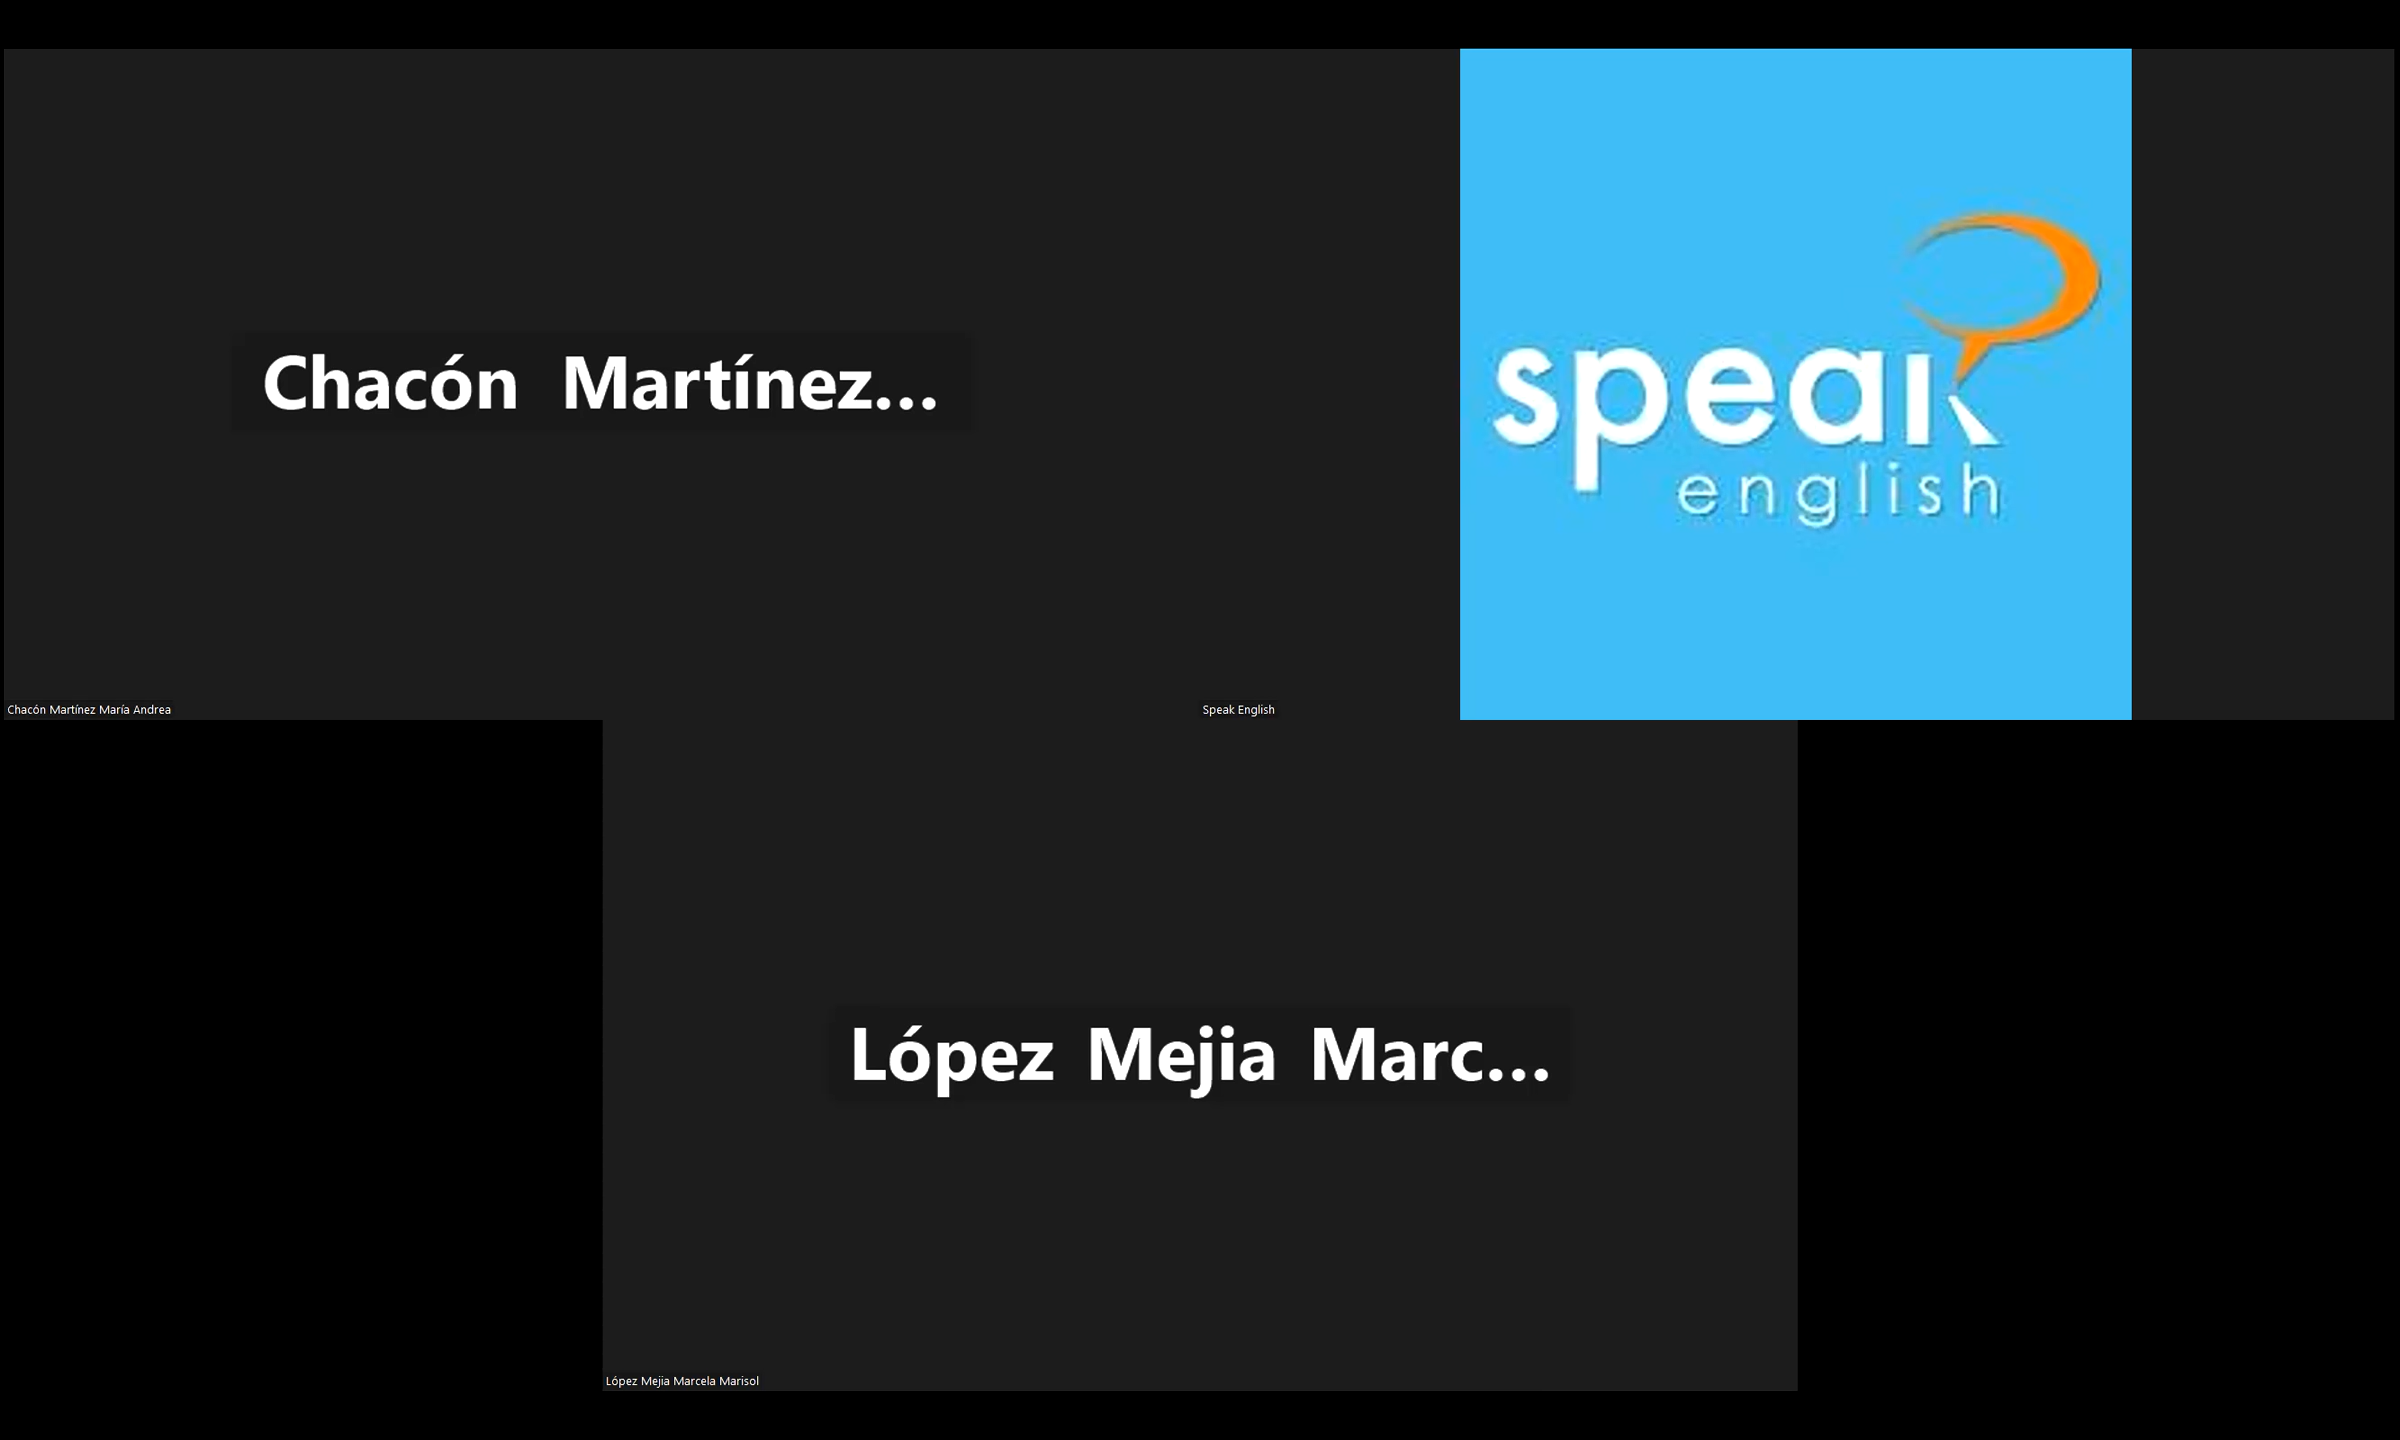 Chacón Martínez...
speak
english
Chacón Martínez María Andrea
Speak English
López Mejia Marc...
López Mejia Marcela Marisol